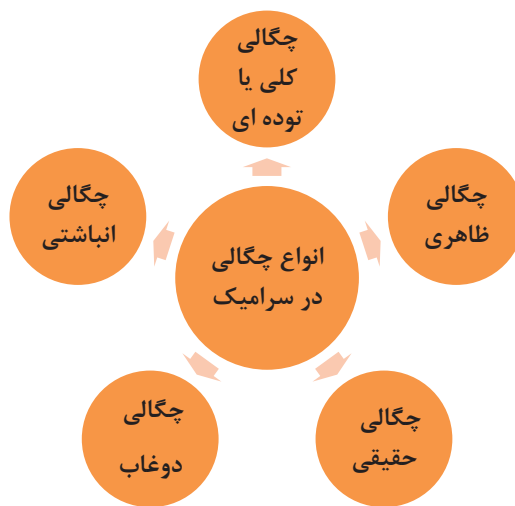 چگالی
کلی یا
توده ای
چگالی
ظاهری
چگالی
انباشتی
انواع چگالی
در سرامیک
چگالی
حقیقی
چگالی
دوغاب